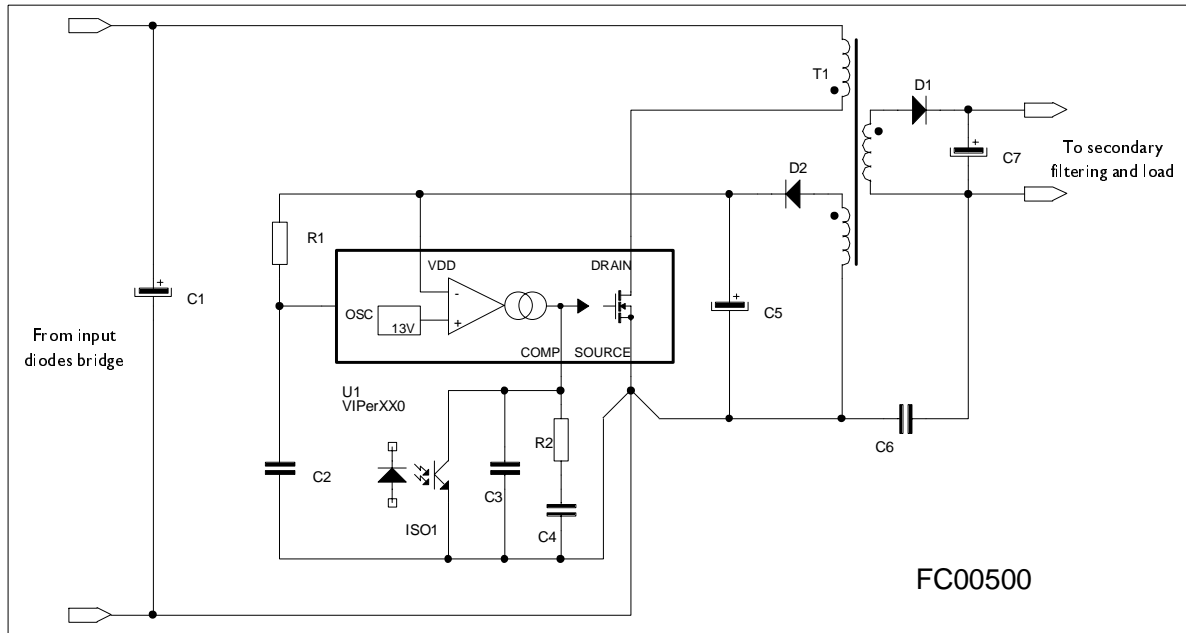 T1
D1
C7
To secondary
filtering and load
D2
R1
VDD
DRAIN
-
+
OSC
13V
COMP
SOURCE
+
C1
+
C5
+
From input
diodes bridge
U1
VIPerXX0
R2
C6
C2
C3
ISO1
C4
FC00500